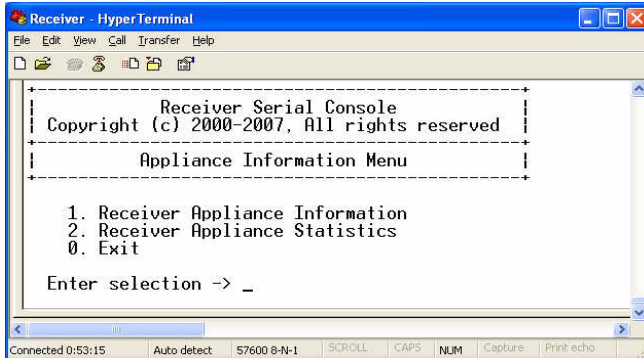 Receiver - HyperTerminal
File Edit View Call Transfer Help
Receiver Serial Console
Copyright (c) 2000-2007, All rights reserved
Appliance Information Menu
1. Receiver Appliance Information
2. Receiver Appliance Statistics
0. Exit
Enter selection -> _
Connected 0:53:15 Auto detect 57600 8-N-1 SCROLL CAPS NUM Capture Print echo